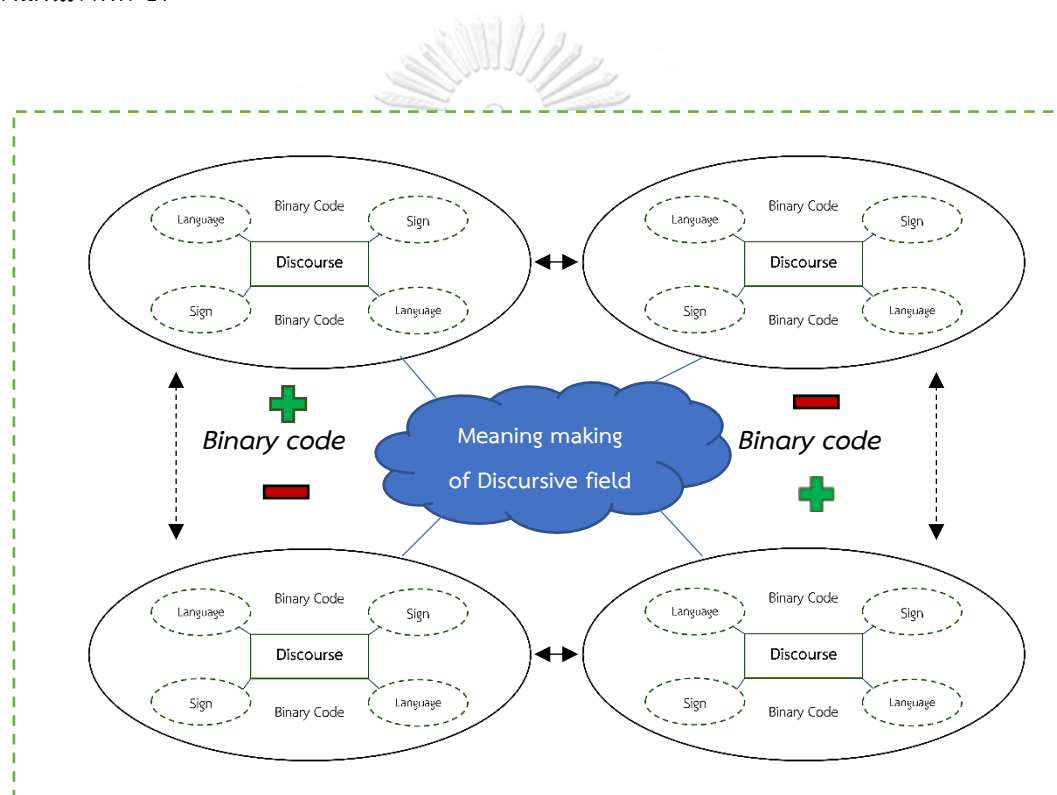 Binary Code
Language
Sign
Discourse
Sign
Language
Binary Code
Binary Code
Language
Sign
Discourse
Sign
Language
Binary Code
Binary code
Meaning making
of Discursive field
Binary code
Binary Code
Language
Sign
Discourse
Sign
Language
Binary Code
Binary Code
Language
Sign
Discourse
Sign
Language
Binary Code